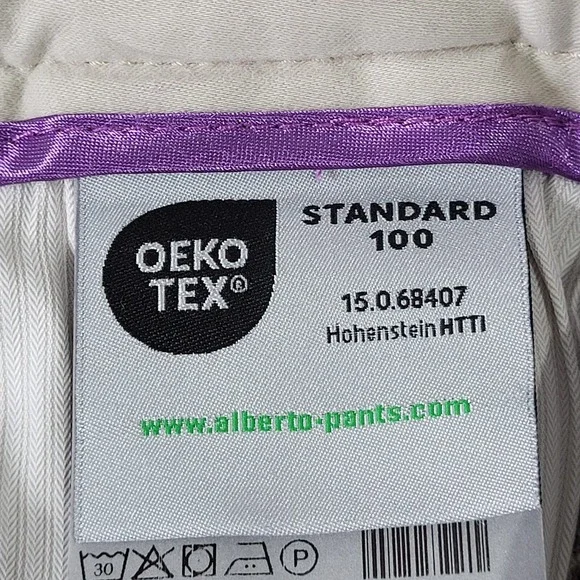 OEKO
TEX®
STANDARD
100
15.0.68407
Hohenstein HTTI
www.alberto-pants.com
30
P